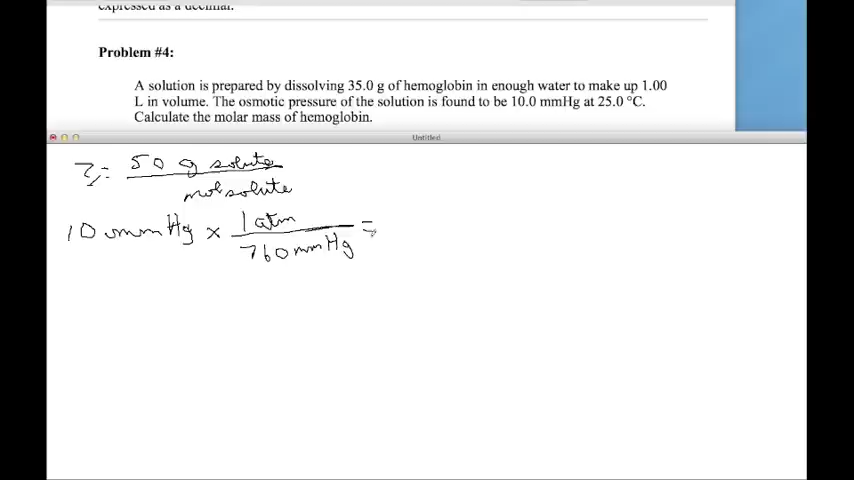 expressed as a decimal.
Problem #4:
A solution is prepared by dissolving 35.0 g of hemoglobin in enough water to make up 1.00
L in volume. The osmotic pressure of the solution is found to be 10.0 mmHg at 25.0 °C.
Calculate the molar mass of hemoglobin.
Untitled
?= 50 g solute
mol solute
10 mmHg × 1 atm =
760 mmHg